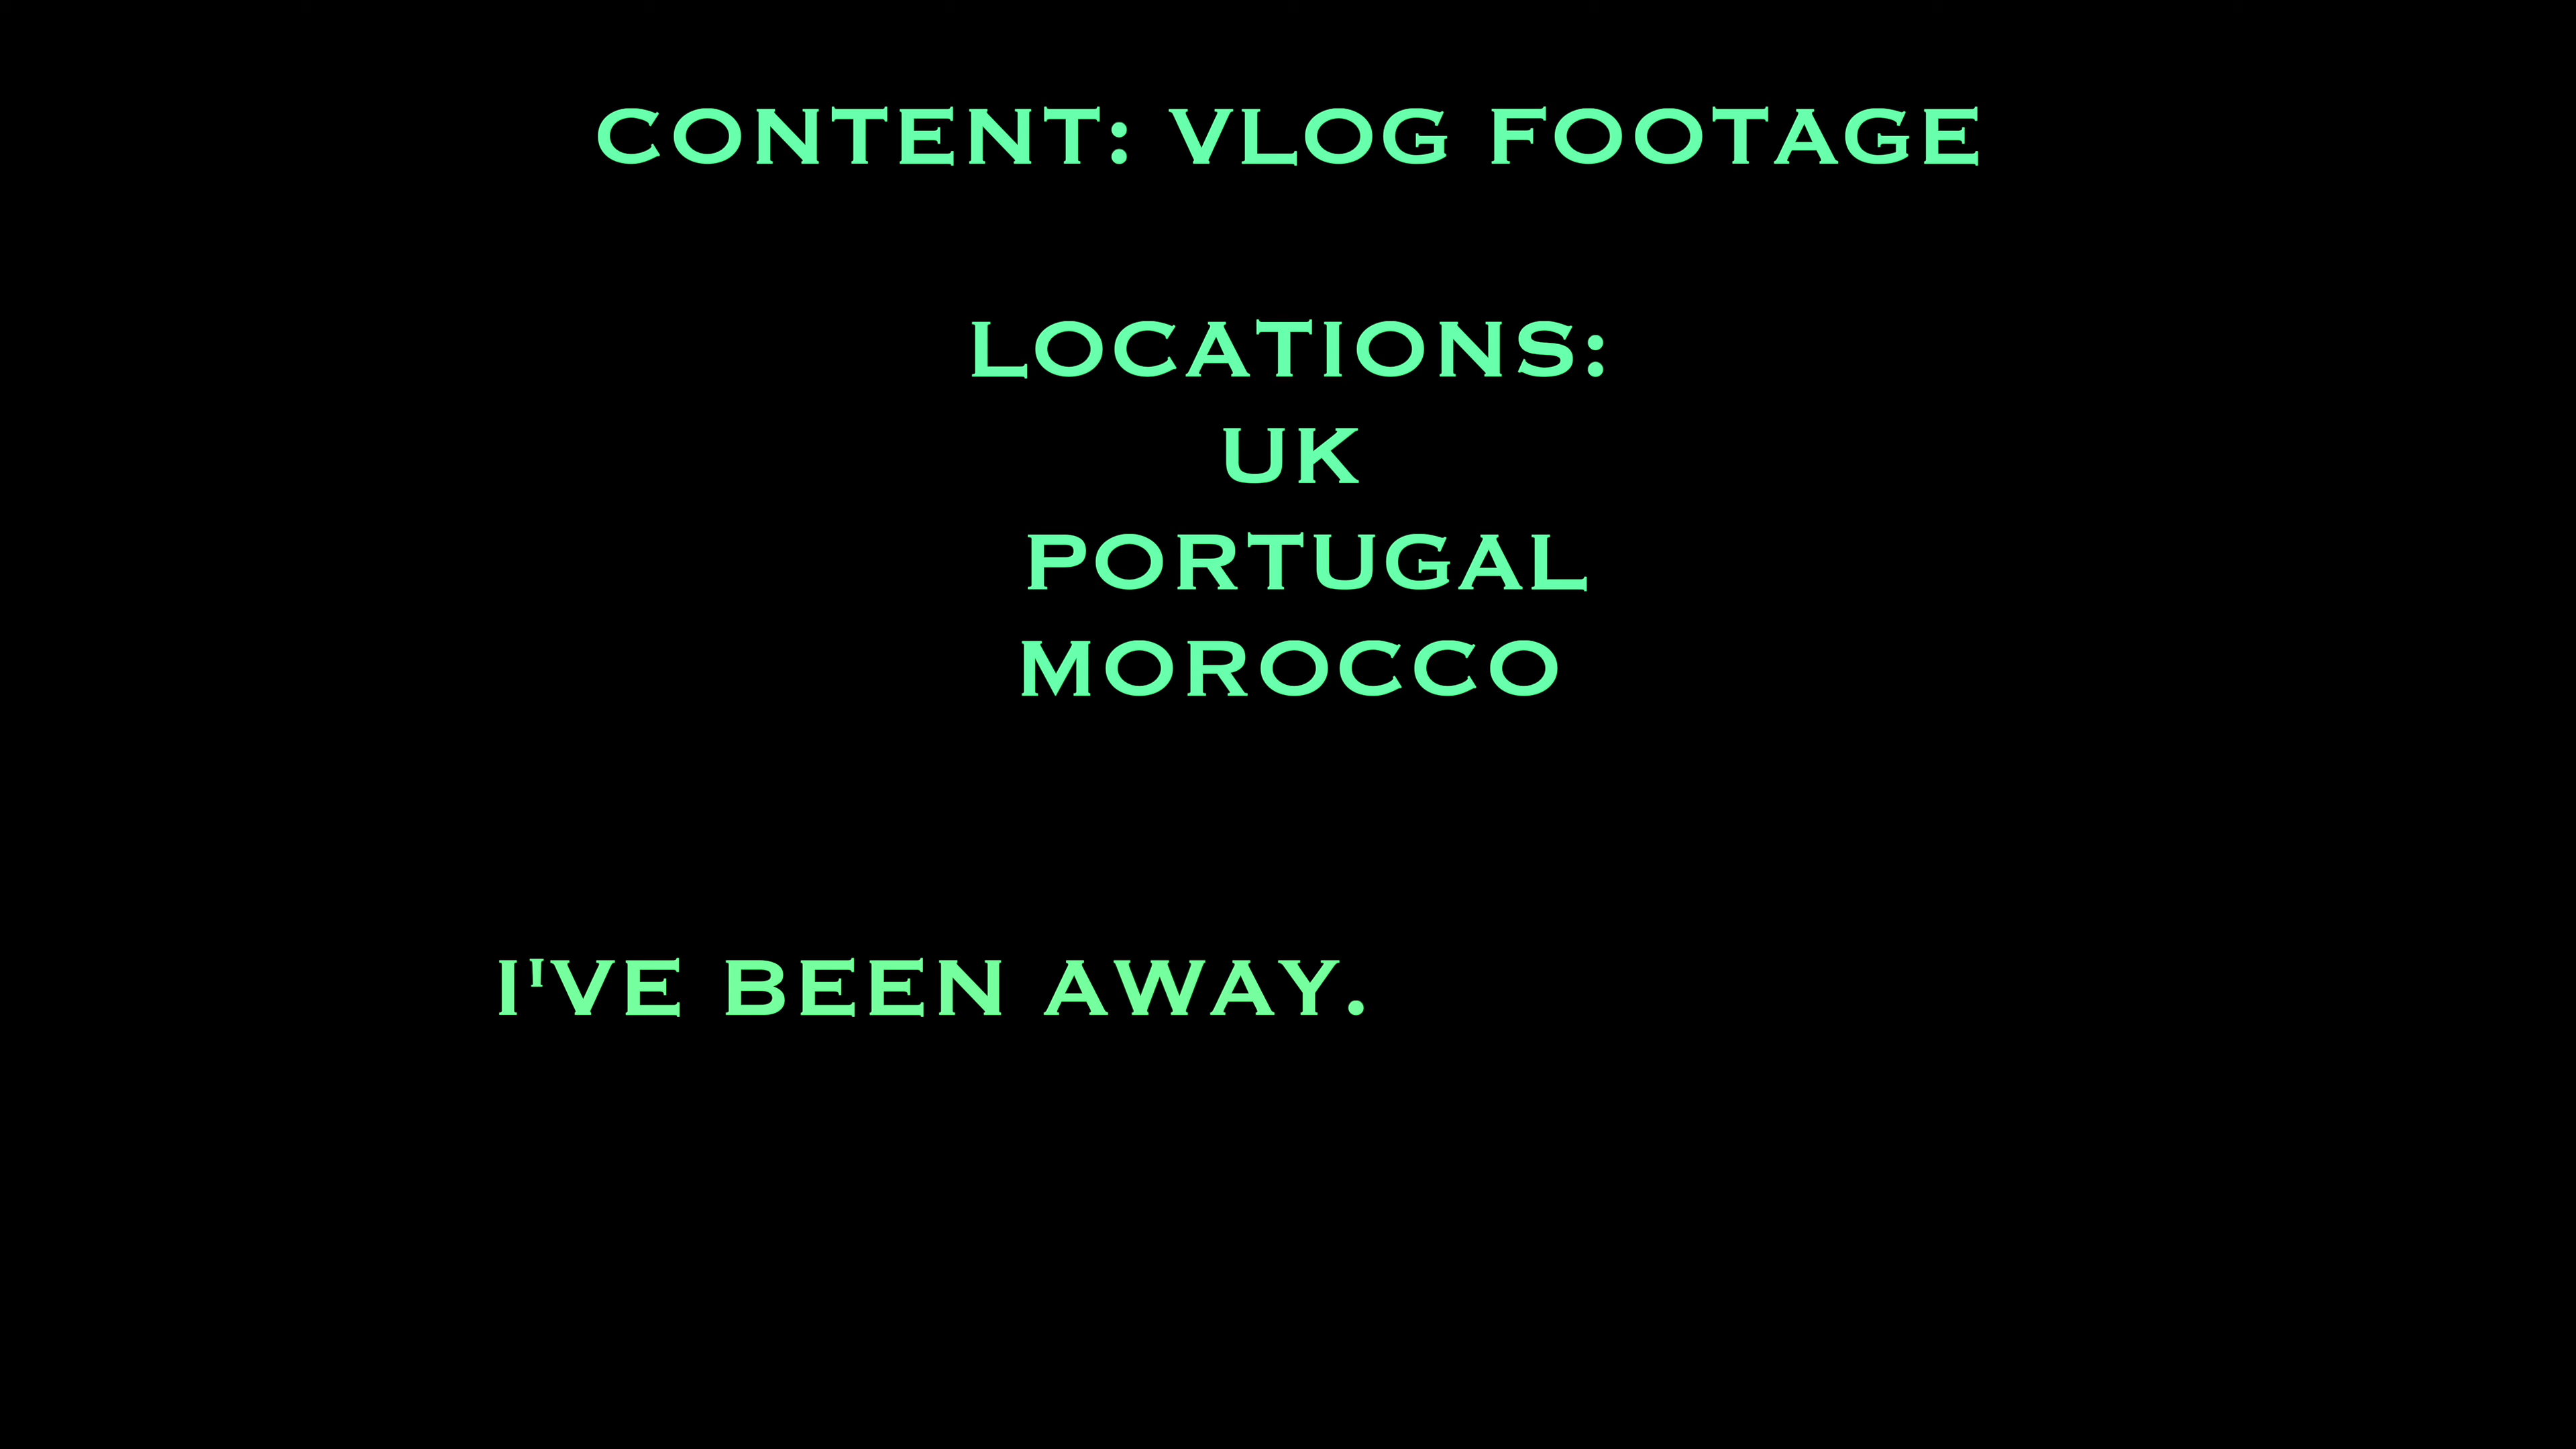 CONTENT: VLOG FOOTAGE
LOCATIONS:
UK
PORTUGAL
MOROCCO
I'VE BEEN AWAY.